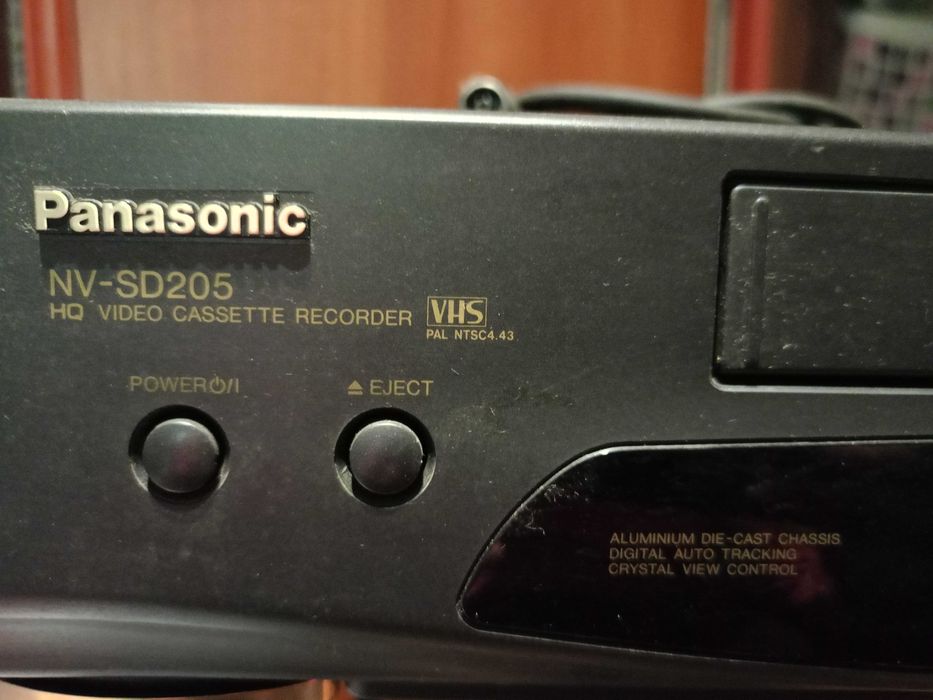 Panasonic
NV-SD205
HQ VIDEO CASSETTE RECORDER VHS
PAL NTSC4.43
POWER⏻/I ⏏ EJECT
ALUMINIUM DIE-CAST CHASSIS
DIGITAL AUTO TRACKING
CRYSTAL VIEW CONTROL